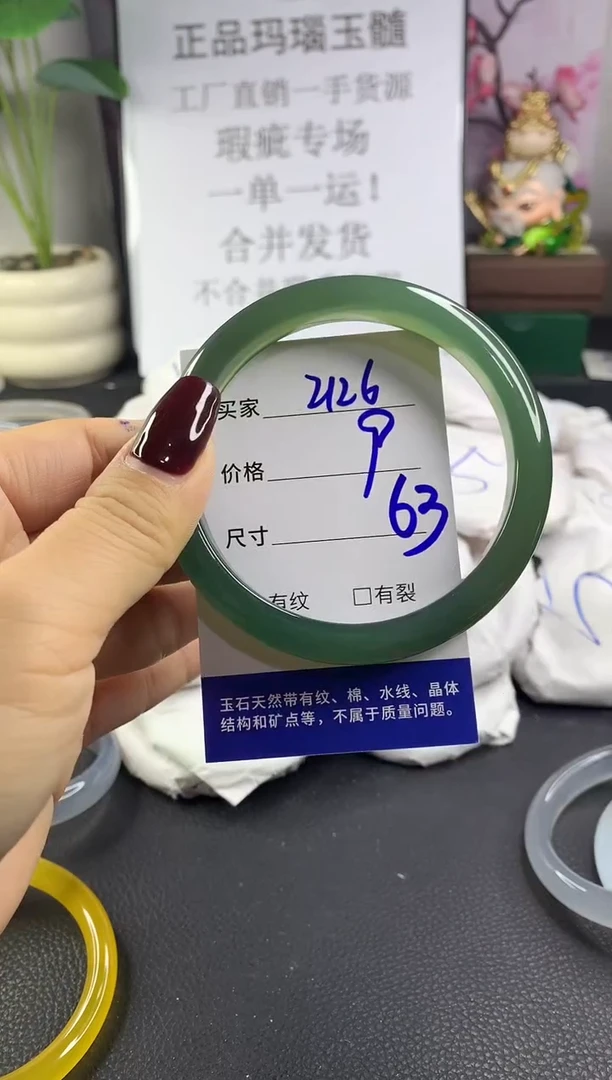 正品玛瑙玉髓
工厂直销一手货源
瑕疵专场
一单一运！
合并发货
不合并
买家 2126
价格 9
尺寸 63
有纹 □有裂
玉石天然带有纹、棉、水线、晶体
结构和矿点等，不属于质量问题。